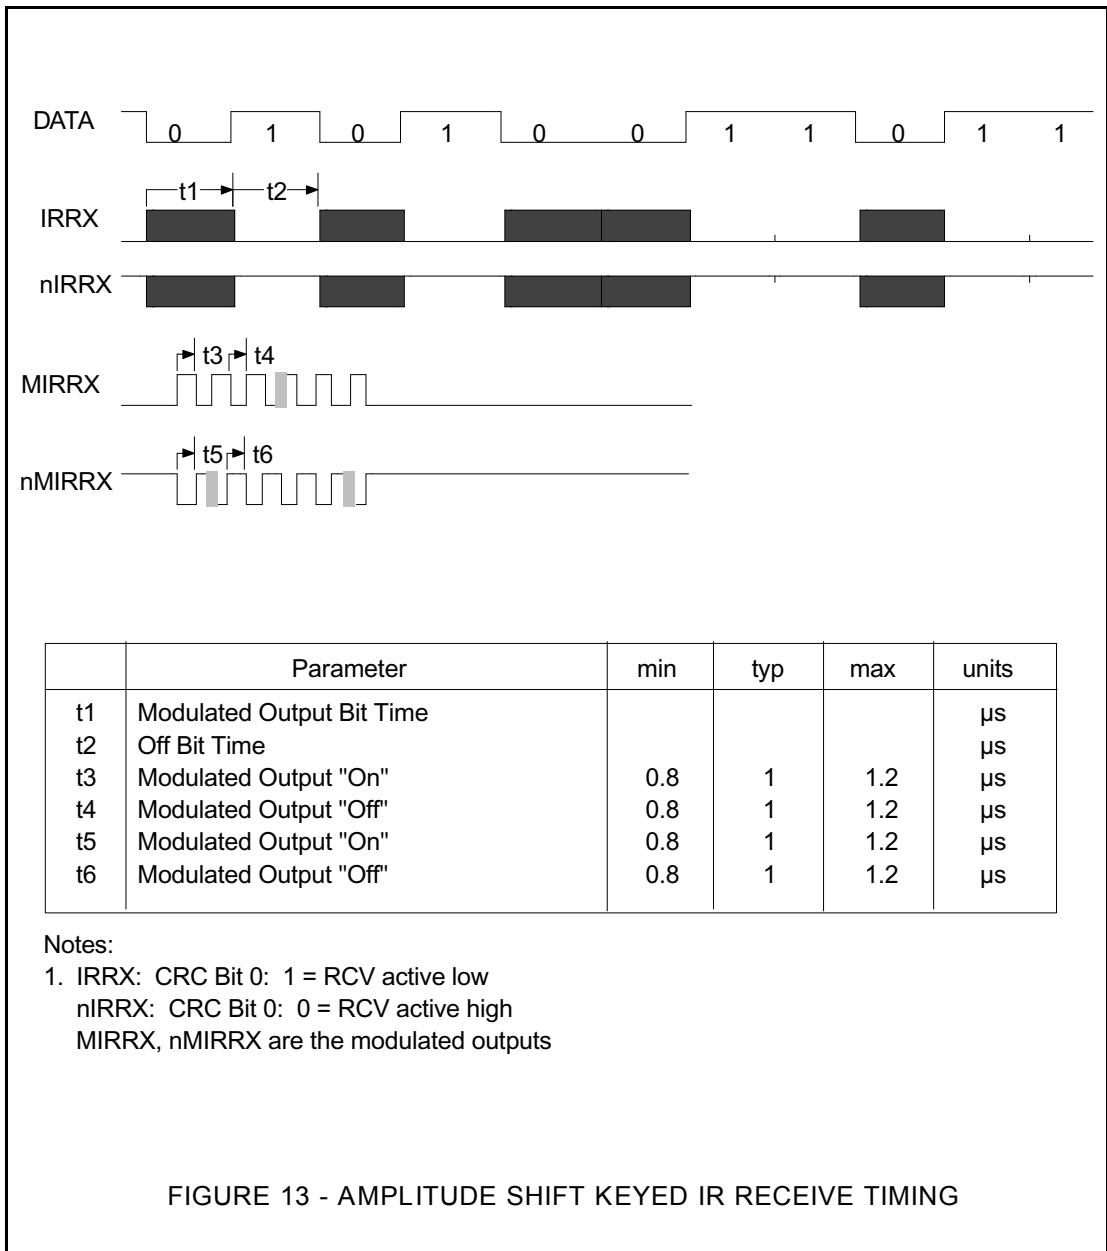 DATA 0 1 0 1 0 0 1 1 0 1 1
t1 t2
IRRX
nIRRX
t3 t4
MIRRX
t5 t6
nMIRRX
Parameter min typ max units
t1 Modulated Output Bit Time µs
t2 Off Bit Time µs
t3 Modulated Output "On" 0.8 1 1.2 µs
t4 Modulated Output "Off" 0.8 1 1.2 µs
t5 Modulated Output "On" 0.8 1 1.2 µs
t6 Modulated Output "Off" 0.8 1 1.2 µs
Notes:
1. IRRX: CRC Bit 0: 1 = RCV active low
nIRRX: CRC Bit 0: 0 = RCV active high
MIRRX, nMIRRX are the modulated outputs
FIGURE 13 - AMPLITUDE SHIFT KEYED IR RECEIVE TIMING